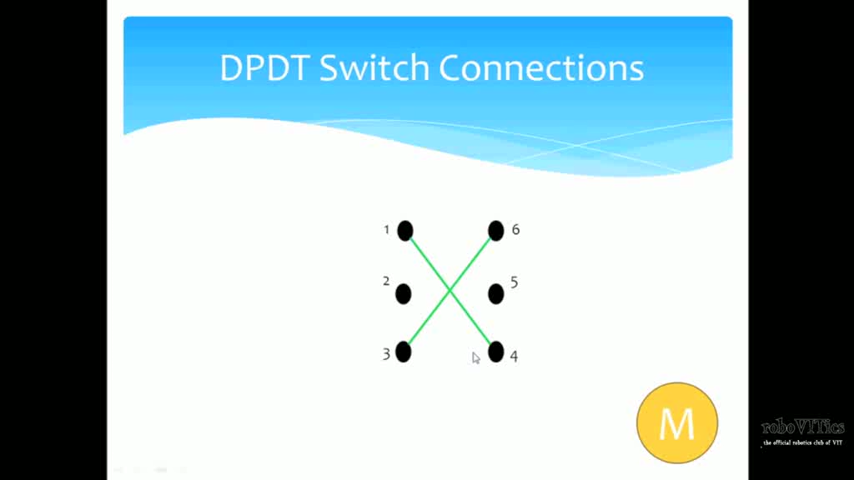 DPDT Switch Connections
1
6
2
5
3
4
M
roboVITics
the official robotics club of VIT